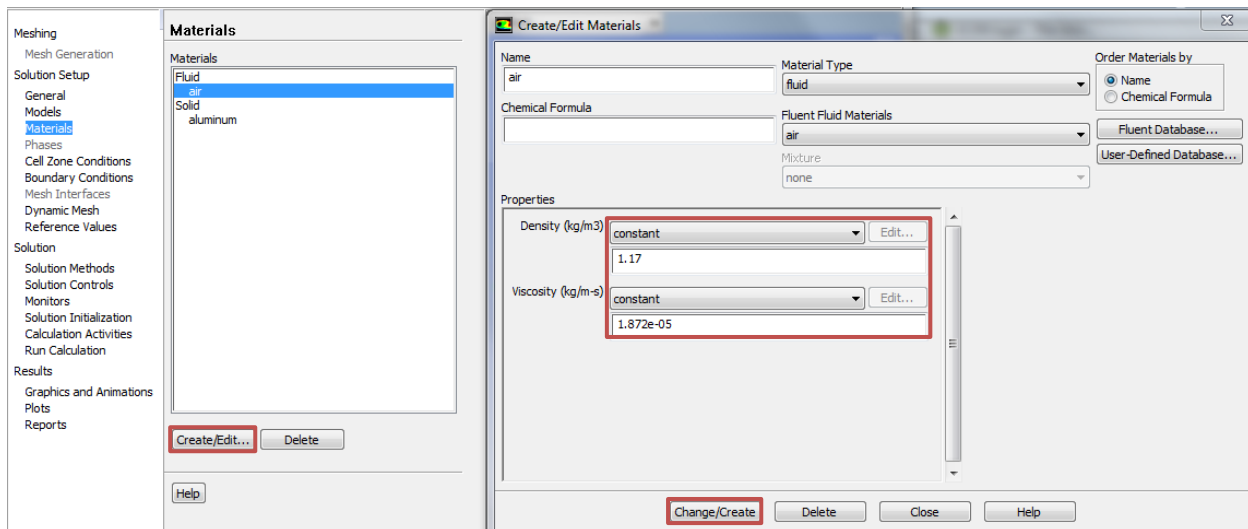 Meshing
Mesh Generation
Solution Setup
General
Models
Materials
Phases
Cell Zone Conditions
Boundary Conditions
Mesh Interfaces
Dynamic Mesh
Reference Values
Solution
Solution Methods
Solution Controls
Monitors
Solution Initialization
Calculation Activities
Run Calculation
Results
Graphics and Animations
Plots
Reports
Materials
Materials
Fluid
air
Solid
aluminum
Create/Edit...
Delete
Help
Create/Edit Materials
Name
air
Chemical Formula
Material Type
fluid
Fluent Fluid Materials
air
Mixture
none
Order Materials by
Name
Chemical Formula
Fluent Database...
User-Defined Database...
Properties
Density (kg/m3)
constant
Edit...
1.17
Viscosity (kg/m-s)
constant
Edit...
1.872e-05
Change/Create
Delete
Close
Help